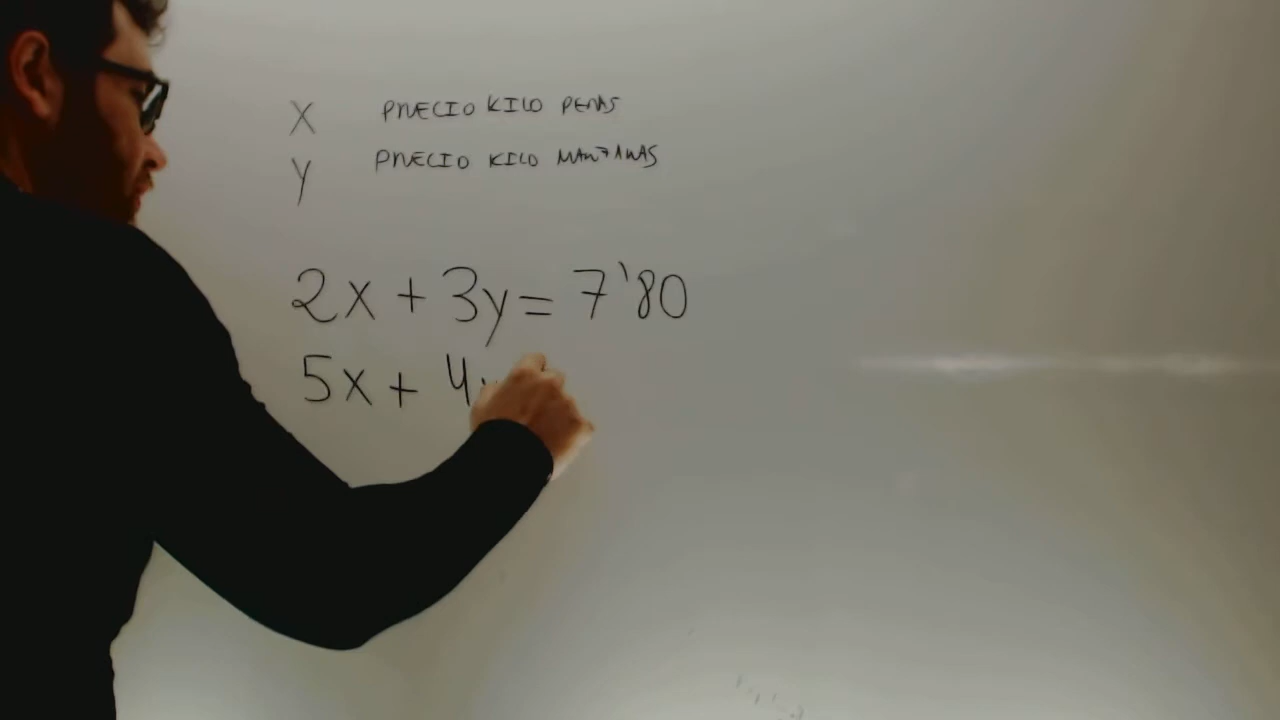 X PRECIO KILO PERAS
Y PRECIO KILO MANZANAS
2x + 3y = 7'80
5x + 4